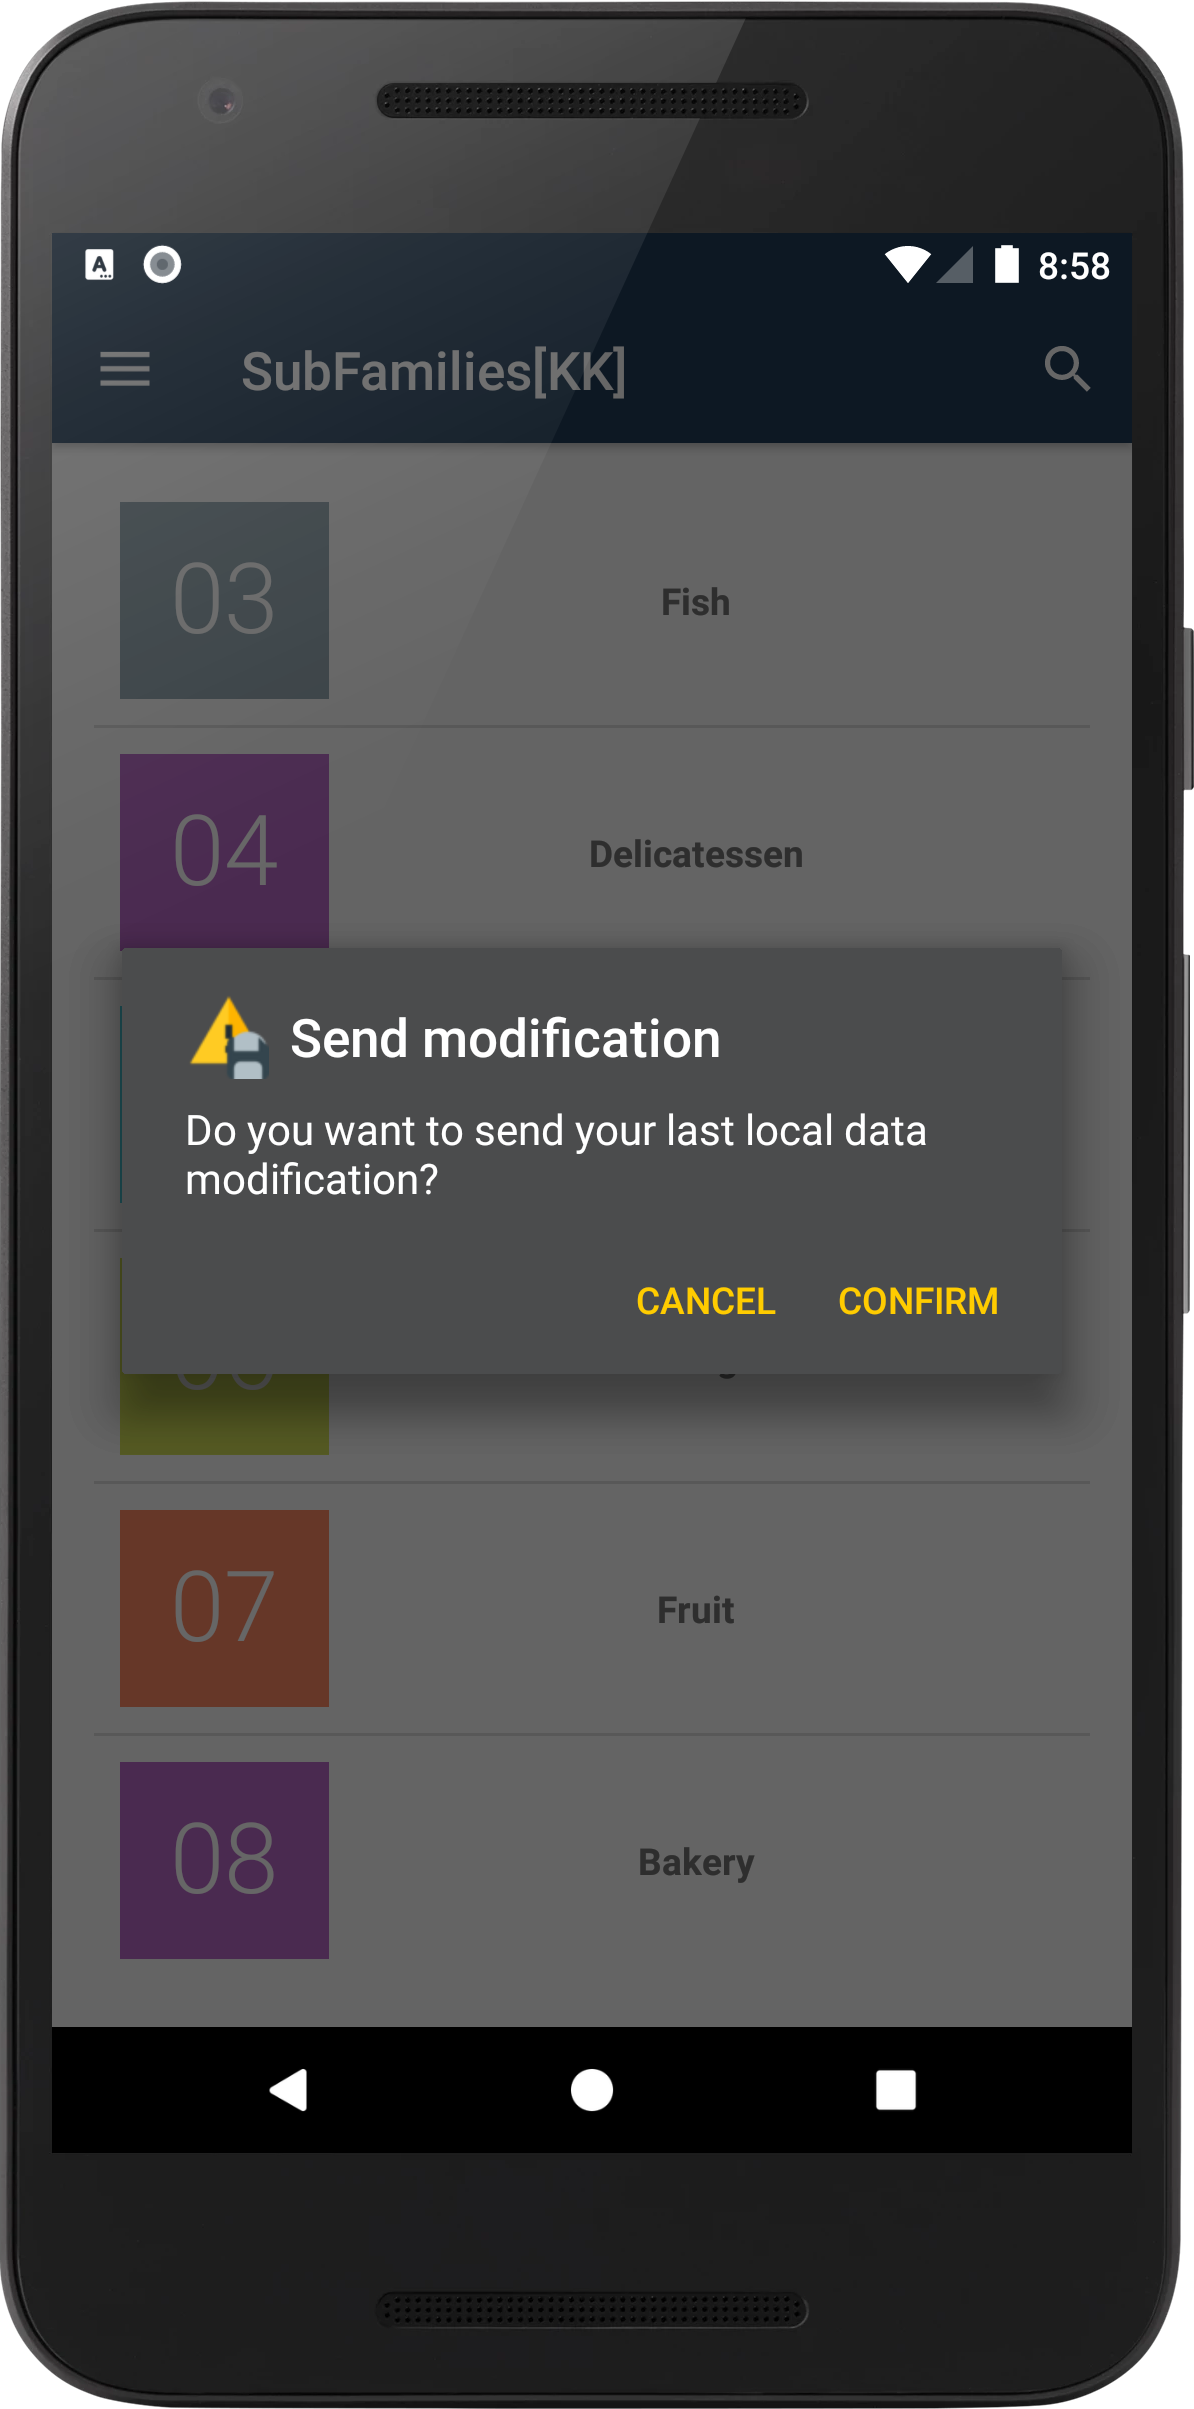 8:58
SubFamilies[KK]
03
Fish
04
Delicatessen
Send modification
Do you want to send your last local data
modification?
CANCEL CONFIRM
07
Fruit
08
Bakery